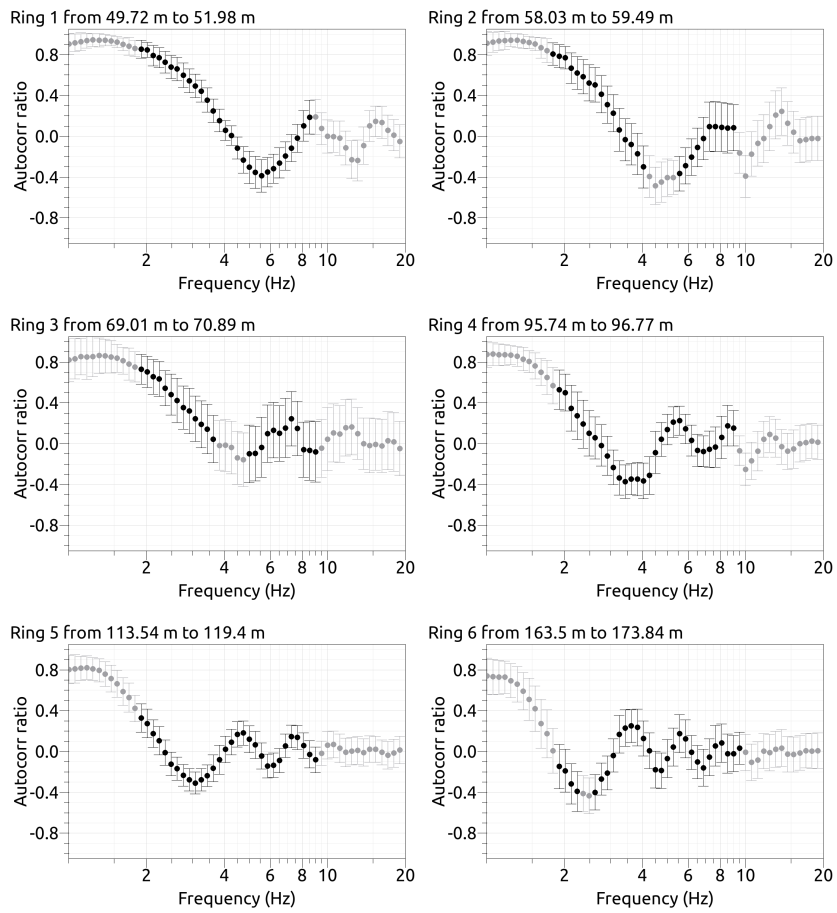 Ring 1 from 49.72 m to 51.98 m
Autocorr ratio
0.8
0.4
0.0
-0.4
-0.8
2 4 6 8 10 20
Frequency (Hz)
Ring 2 from 58.03 m to 59.49 m
Autocorr ratio
0.8
0.4
0.0
-0.4
-0.8
2 4 6 8 10 20
Frequency (Hz)
Ring 3 from 69.01 m to 70.89 m
Autocorr ratio
0.8
0.4
0.0
-0.4
-0.8
2 4 6 8 10 20
Frequency (Hz)
Ring 4 from 95.74 m to 96.77 m
Autocorr ratio
0.8
0.4
0.0
-0.4
-0.8
2 4 6 8 10 20
Frequency (Hz)
Ring 5 from 113.54 m to 119.4 m
Autocorr ratio
0.8
0.4
0.0
-0.4
-0.8
2 4 6 8 10 20
Frequency (Hz)
Ring 6 from 163.5 m to 173.84 m
Autocorr ratio
0.8
0.4
0.0
-0.4
-0.8
2 4 6 8 10 20
Frequency (Hz)